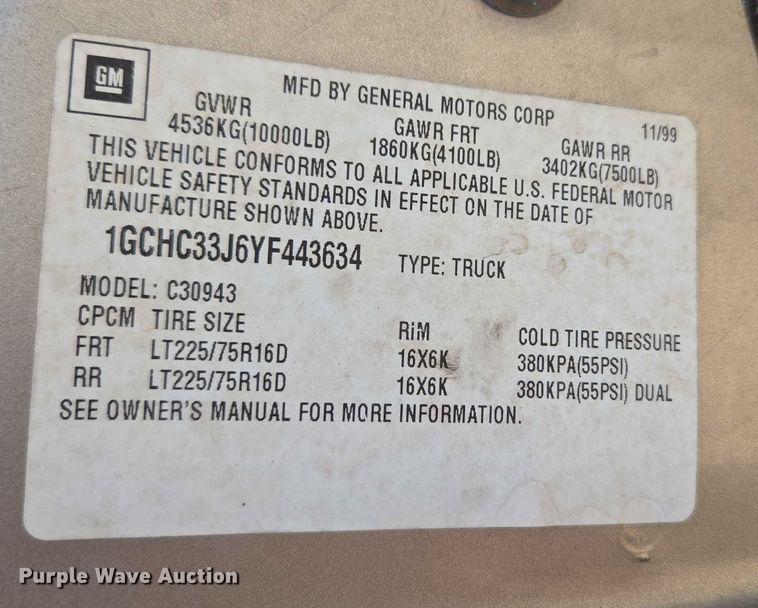 GM
MFD BY GENERAL MOTORS CORP 11/99
GVWR GAWR FRT GAWR RR
4536KG(10000LB) 1860KG(4100LB) 3402KG(7500LB)
THIS VEHICLE CONFORMS TO ALL APPLICABLE U.S. FEDERAL MOTOR
VEHICLE SAFETY STANDARDS IN EFFECT ON THE DATE OF
MANUFACTURE SHOWN ABOVE.
1GCHC33J6YF443634 TYPE: TRUCK
MODEL: C30943
CPCM TIRE SIZE RIM COLD TIRE PRESSURE
FRT LT225/75R16D 16X6K 380KPA(55PSI)
RR LT225/75R16D 16X6K 380KPA(55PSI) DUAL
SEE OWNER'S MANUAL FOR MORE INFORMATION.
Purple Wave Auction